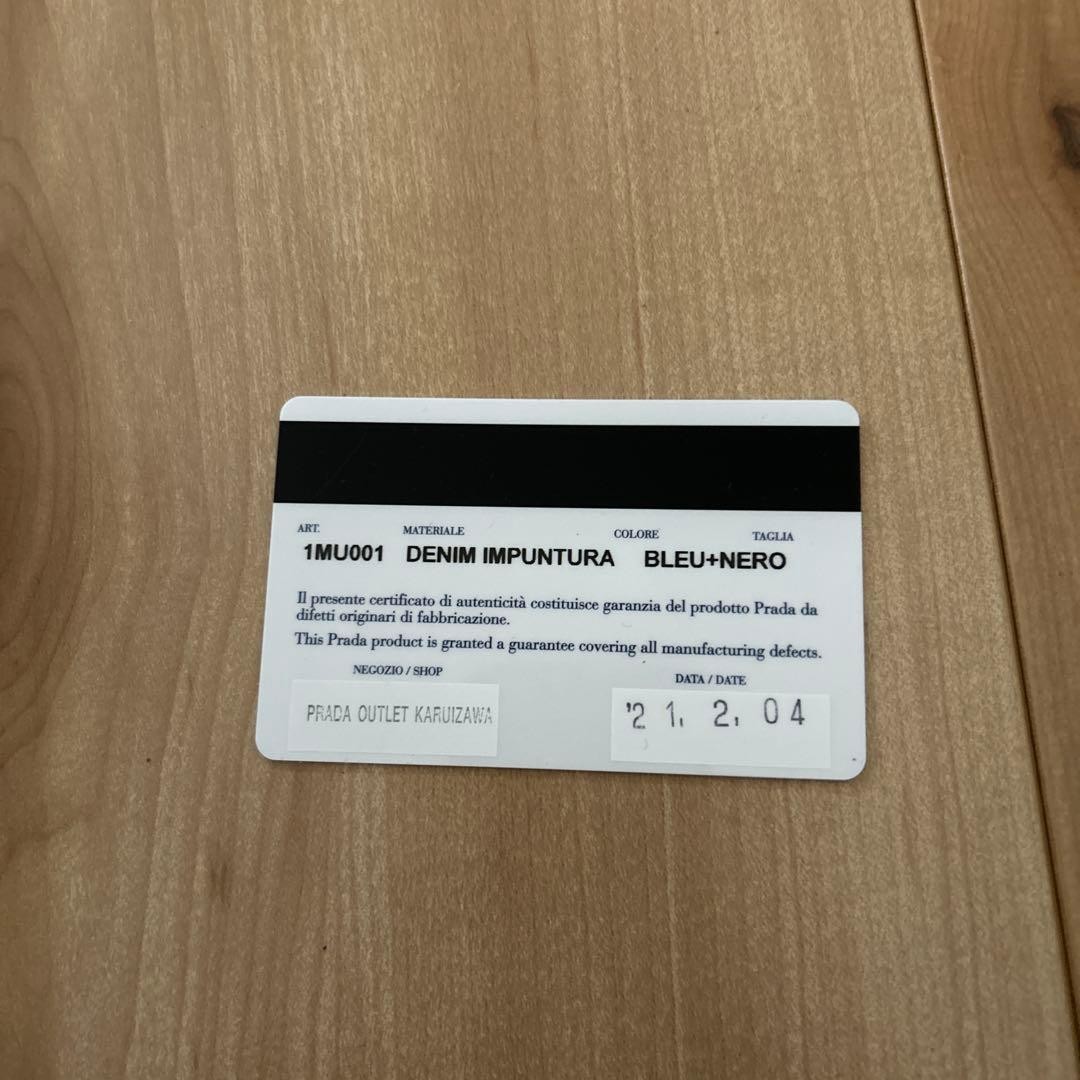 ART. MATERIALE COLORE TAGLIA
1MU001 DENIM IMPUNTURA BLEU+NERO
Il presente certificato di autenticità costituisce garanzia del prodotto Prada da
difetti originari di fabbricazione.
This Prada product is granted a guarantee covering all manufacturing defects.
NEGOZIO / SHOP DATA / DATE
PRADA OUTLET KARUIZAWA '21. 2. 04